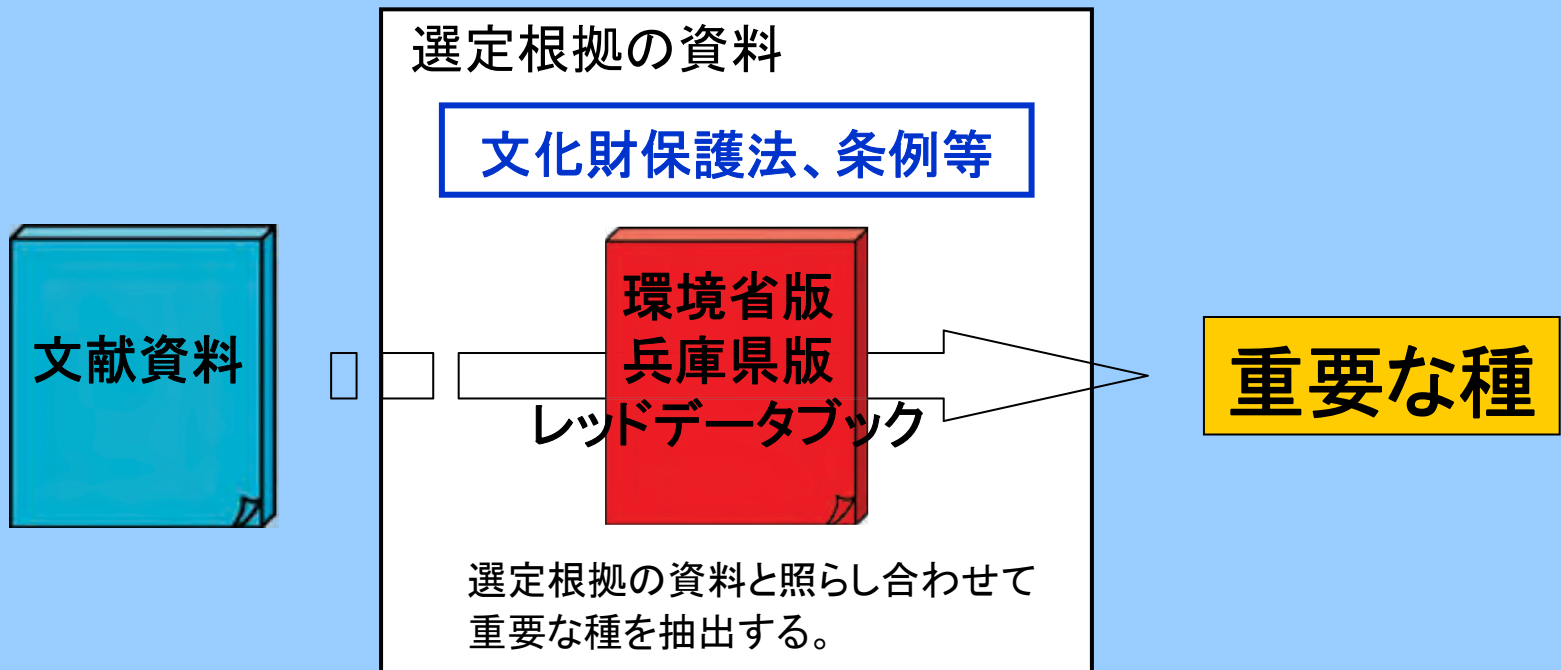 選定根拠の資料
文化財保護法、条例等
文献資料
環境省版
兵庫県版
レッドデータブック
重要な種
選定根拠の資料と照らし合わせて
重要な種を抽出する。